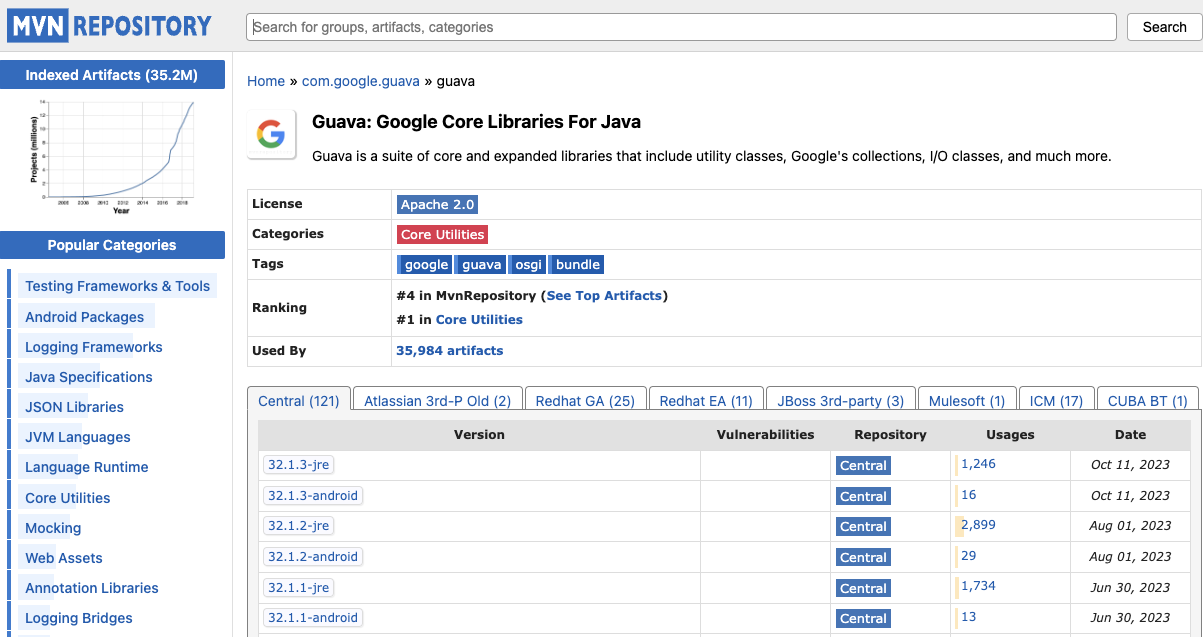 MVN REPOSITORY
Search for groups, artifacts, categories
Search
Indexed Artifacts (35.2M)
Projects (millions)
Year
Popular Categories
Testing Frameworks & Tools
Android Packages
Logging Frameworks
Java Specifications
JSON Libraries
JVM Languages
Language Runtime
Core Utilities
Mocking
Web Assets
Annotation Libraries
Logging Bridges
Home » com.google.guava » guava
Guava: Google Core Libraries For Java
Guava is a suite of core and expanded libraries that include utility classes, Google's collections, I/O classes, and much more.
License Apache 2.0
Categories Core Utilities
Tags google guava osgi bundle
Ranking #4 in MvnRepository (See Top Artifacts)
#1 in Core Utilities
Used By 35,984 artifacts
Central (121) Atlassian 3rd-P Old (2) Redhat GA (25) Redhat EA (11) JBoss 3rd-party (3) Mulesoft (1) ICM (17) CUBA BT (1)
Version Vulnerabilities Repository Usages Date
32.1.3-jre Central 1,246 Oct 11, 2023
32.1.3-android Central 16 Oct 11, 2023
32.1.2-jre Central 2,899 Aug 01, 2023
32.1.2-android Central 29 Aug 01, 2023
32.1.1-jre Central 1,734 Jun 30, 2023
32.1.1-android Central 13 Jun 30, 2023